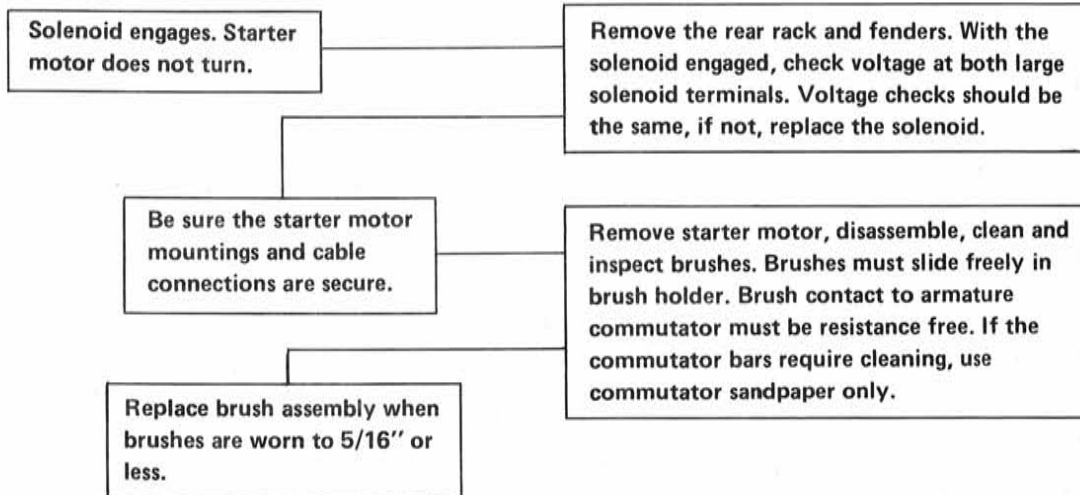 Solenoid engages. Starter
motor does not turn.
Remove the rear rack and fenders. With the
solenoid engaged, check voltage at both large
solenoid terminals. Voltage checks should be
the same, if not, replace the solenoid.
Be sure the starter motor
mountings and cable
connections are secure.
Remove starter motor, disassemble, clean and
inspect brushes. Brushes must slide freely in
brush holder. Brush contact to armature
commutator must be resistance free. If the
commutator bars require cleaning, use
commutator sandpaper only.
Replace brush assembly when
brushes are worn to 5/16″ or
less.